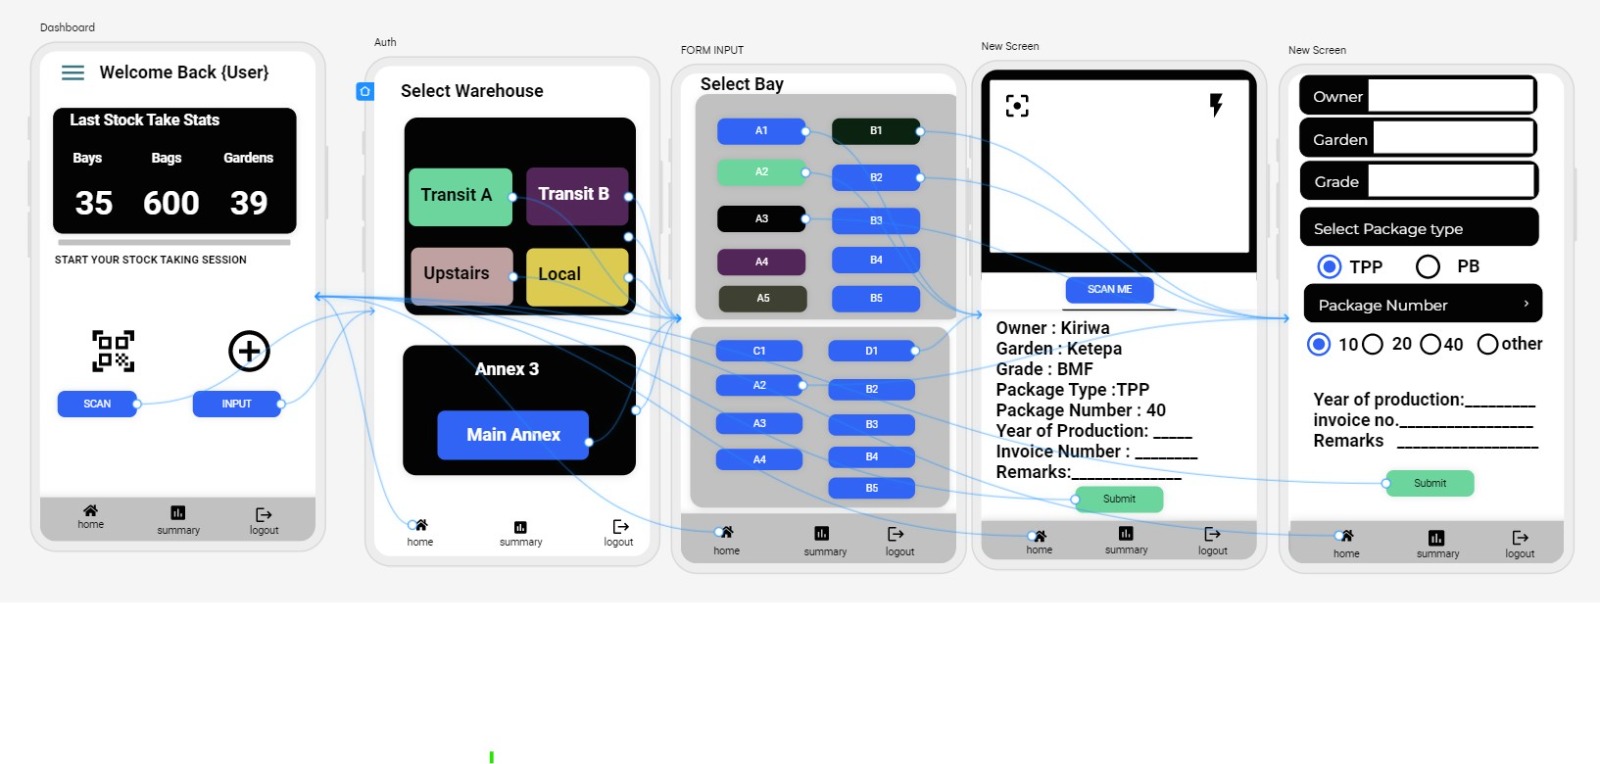 Dashboard
Welcome Back {User}
Last Stock Take Stats
Bays Bags Gardens
35 600 39
START YOUR STOCK TAKING SESSION
SCAN INPUT
home summary logout
Auth
Select Warehouse
Transit A Transit B
Upstairs Local
Annex 3
Main Annex
home summary logout
FORM INPUT
Select Bay
A1 B1
A2 B2
A3 B3
A4 B4
A5 B5
C1 D1
A2 B2
A3 B3
A4 B4
B5
home summary logout
New Screen
SCAN ME
Owner : Kiriwa
Garden : Ketepa
Grade : BMF
Package Type :TPP
Package Number : 40
Year of Production: _____
Invoice Number : ________
Remarks:______________
Submit
home summary logout
New Screen
Owner
Garden
Grade
Select Package type
TPP PB
Package Number ›
10 20 40 other
Year of production:_________
invoice no._________________
Remarks __________________
Submit
home summary logout